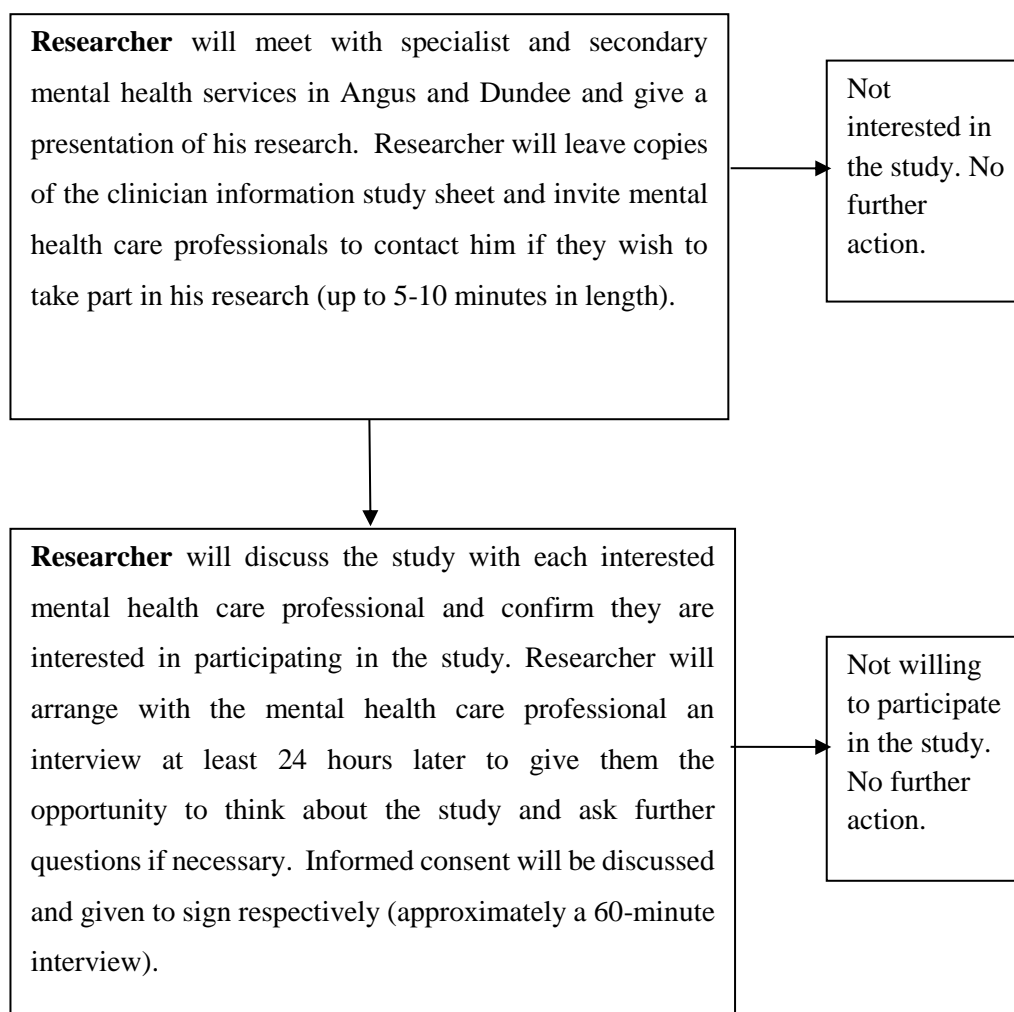 Researcher will meet with specialist and secondary
mental health services in Angus and Dundee and give a
presentation of his research. Researcher will leave copies
of the clinician information study sheet and invite mental
health care professionals to contact him if they wish to
take part in his research (up to 5-10 minutes in length).
Not
interested in
the study. No
further
action.
Researcher will discuss the study with each interested
mental health care professional and confirm they are
interested in participating in the study. Researcher will
arrange with the mental health care professional an
interview at least 24 hours later to give them the
opportunity to think about the study and ask further
questions if necessary. Informed consent will be discussed
and given to sign respectively (approximately a 60-minute
interview).
Not willing
to participate
in the study.
No further
action.